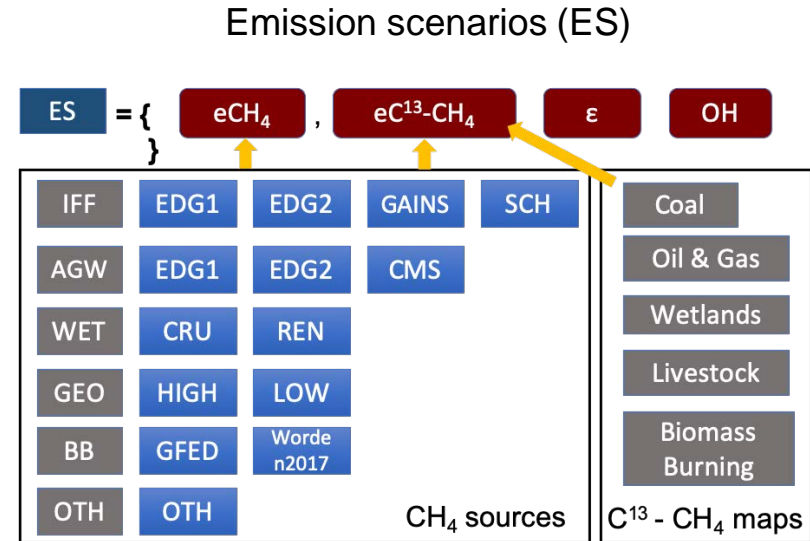 Emission scenarios (ES)
ES = { eCH₄ , eC¹³-CH₄ ε OH
}
IFF EDG1 EDG2 GAINS SCH
AGW EDG1 EDG2 CMS
WET CRU REN
GEO HIGH LOW
BB GFED Worde
n2017
OTH OTH
CH₄ sources
Coal
Oil & Gas
Wetlands
Livestock
Biomass
Burning
C¹³ - CH₄ maps